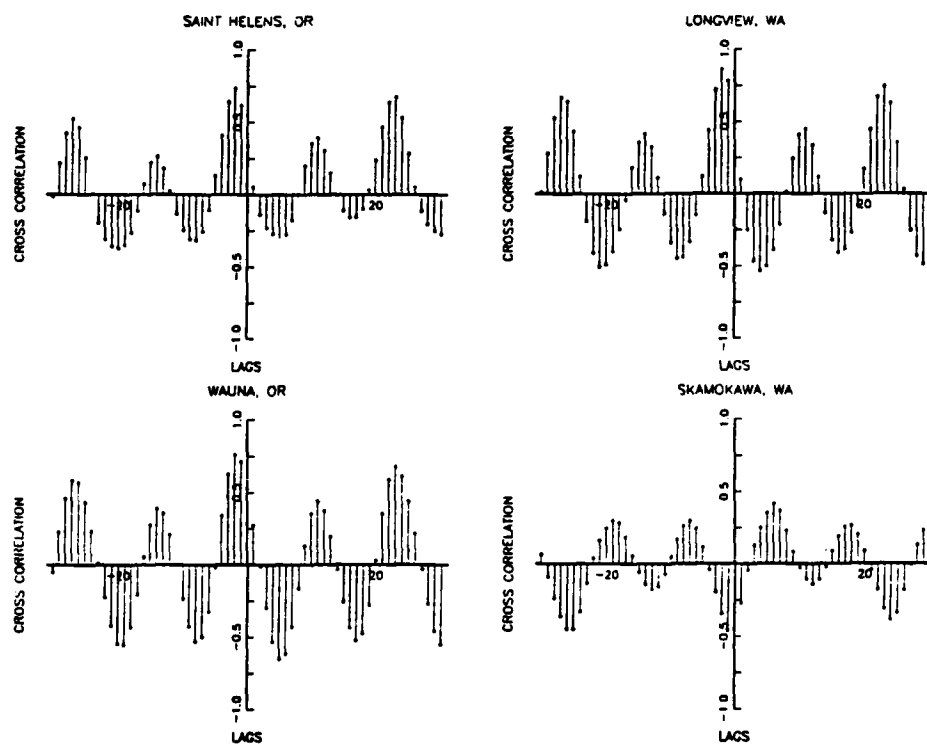 SAINT HELENS, OR
CROSS CORRELATION
1.0
0.5
-20
20
-0.5
-1.0
LAGS
LONGVIEW, WA
CROSS CORRELATION
1.0
0.5
-20
20
-0.5
-1.0
LAGS
WAUNA, OR
CROSS CORRELATION
1.0
0.5
-20
20
-0.5
-1.0
LAGS
SKAMOKAWA, WA
CROSS CORRELATION
1.0
0.5
-20
20
-0.5
-1.0
LAGS